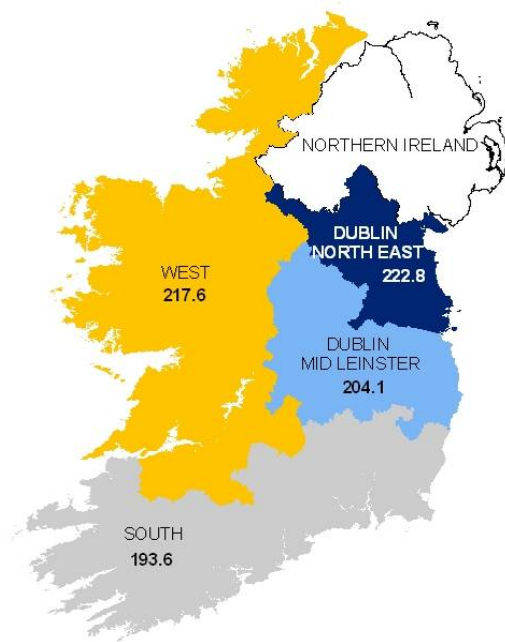 NORTHERN IRELAND
DUBLIN
NORTH EAST
222.8
WEST
217.6
DUBLIN
MID LEINSTER
204.1
SOUTH
193.6